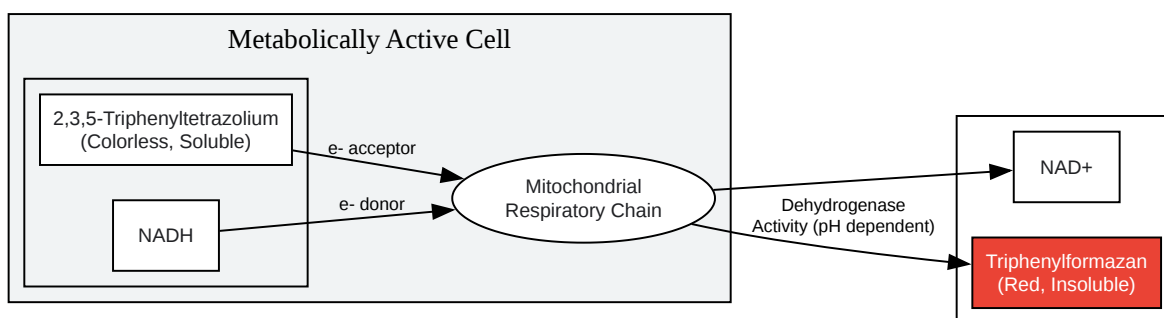 Metabolically Active Cell
2,3,5-Triphenyltetrazolium
(Colorless, Soluble)
e- acceptor
NADH
e- donor
Mitochondrial
Respiratory Chain
Dehydrogenase
Activity (pH dependent)
NAD+
Triphenylformazan
(Red, Insoluble)